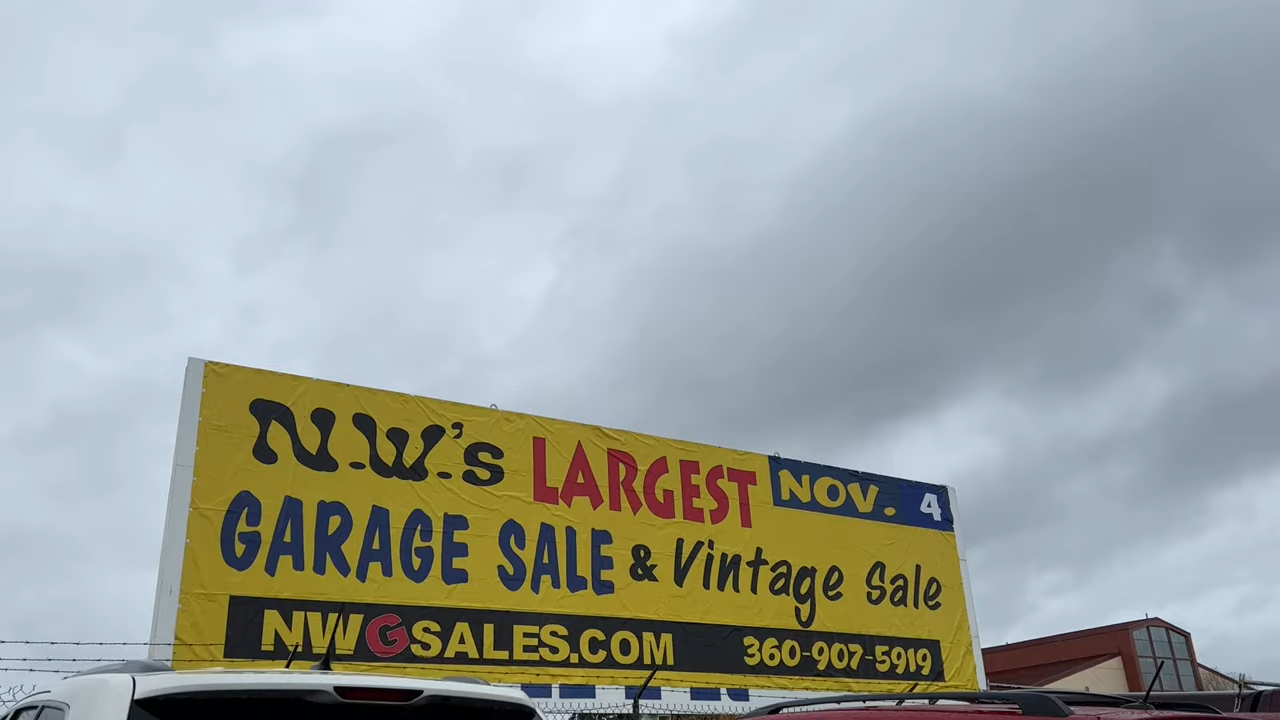 N.W.'s LARGEST NOV. 4
GARAGE SALE & Vintage Sale
NWGSALES.COM 360-907-5919